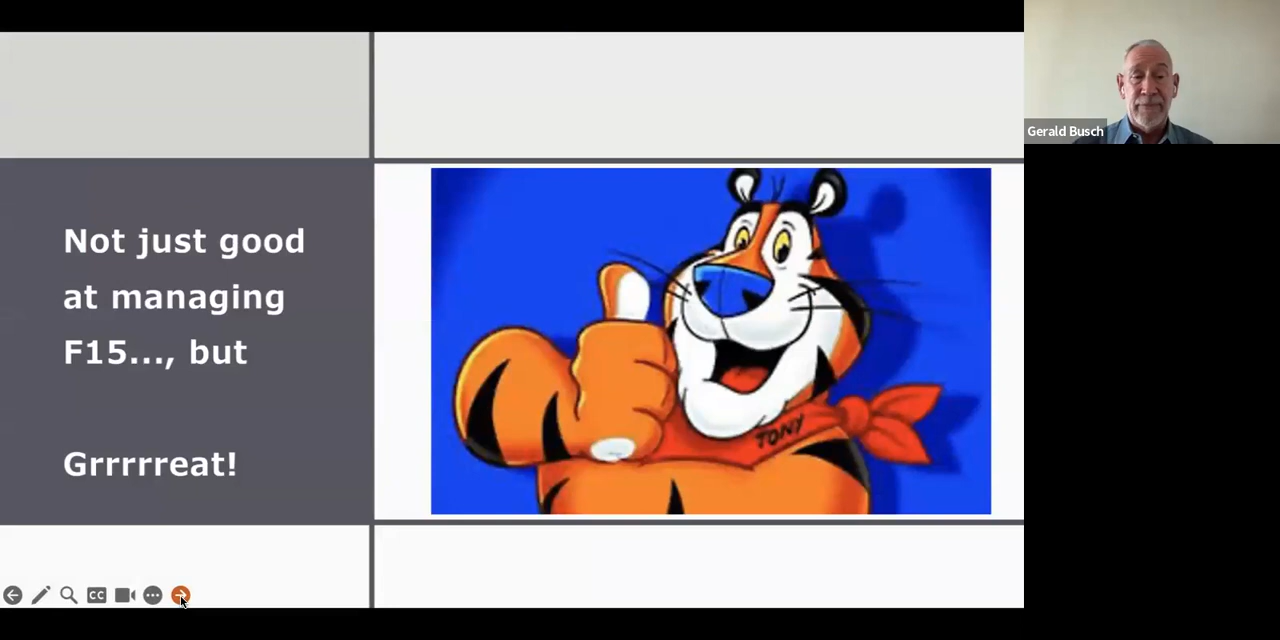 Not just good
at managing
F15..., but
Grrrrreat!
TONY
CC
Gerald Busch